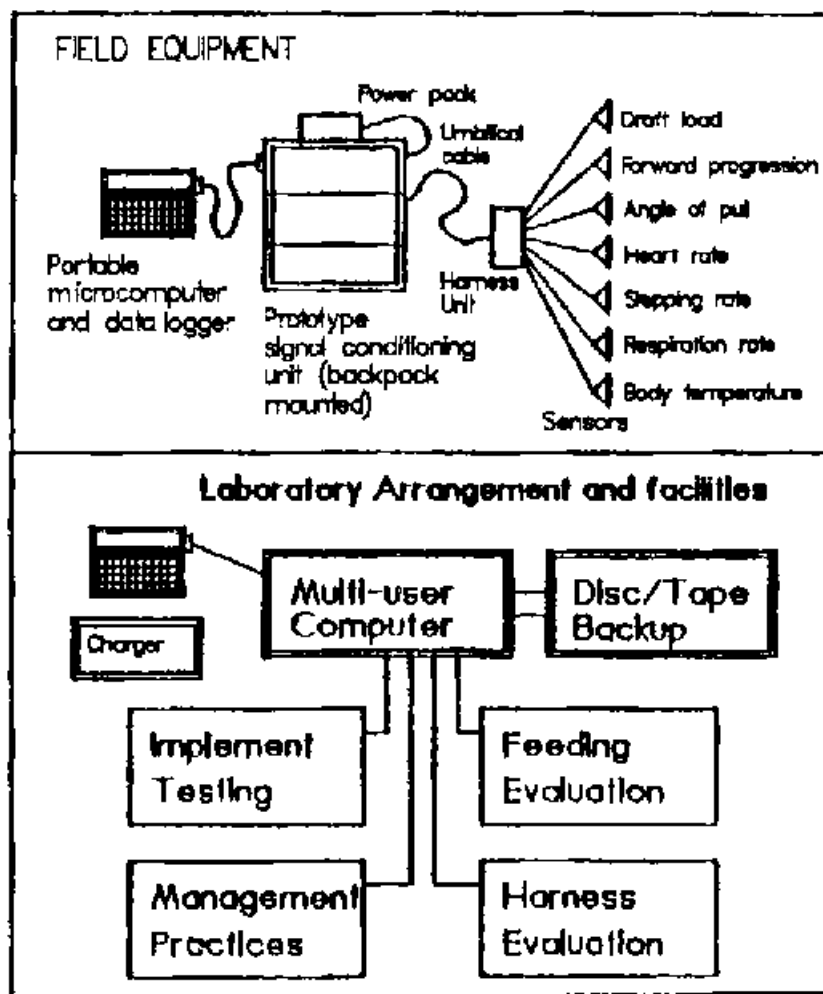 FIELD EQUIPMENT
Power pack
Umbilical
cable
Draft load
Forward progression
Angle of pull
Heart rate
Stepping rate
Respiration rate
Body temperature
Sensors
Harness
Unit
Portable
microcomputer
and data logger
Prototype
signal conditioning
unit (backpack
mounted)
Laboratory Arrangement and facilities
Multi-user
Computer
Disc/Tape
Backup
Charger
Implement
Testing
Feeding
Evaluation
Management
Practices
Harness
Evaluation